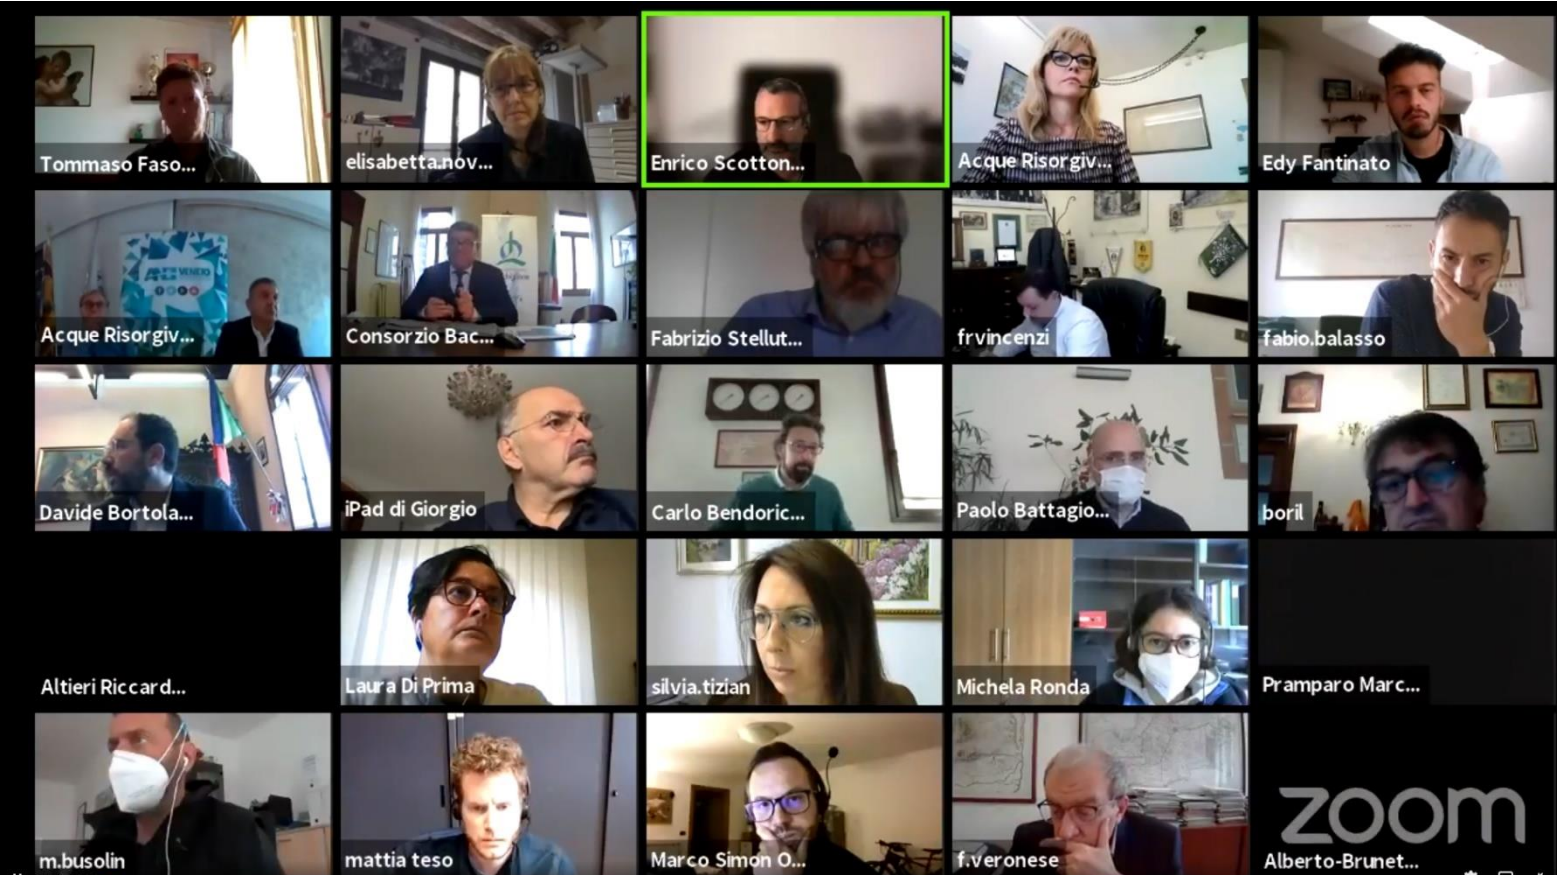 Tommaso Faso...
elisabetta.nov...
Enrico Scotton...
Acque Risorgiv...
Edy Fantinato
Acque Risorgiv...
Consorzio Bac...
Fabrizio Stellut...
frvincenzi
fabio.balasso
Davide Bortola...
iPad di Giorgio
Carlo Bendoric...
Paolo Battagio...
boril
Altieri Riccard...
Laura Di Prima
silvia.tizian
Michela Ronda
Pramparo Marc...
m.busolin
mattia teso
Marco Simon O...
f.veronese
zoom
Alberto-Brunet...